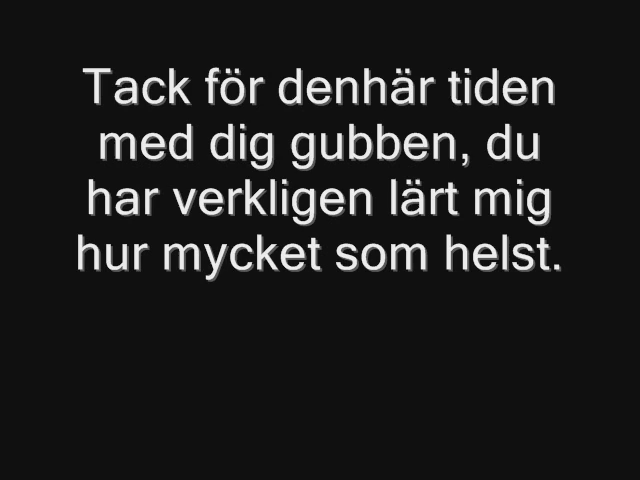 Tack för denhär tiden
med dig gubben, du
har verkligen lärt mig
hur mycket som helst.